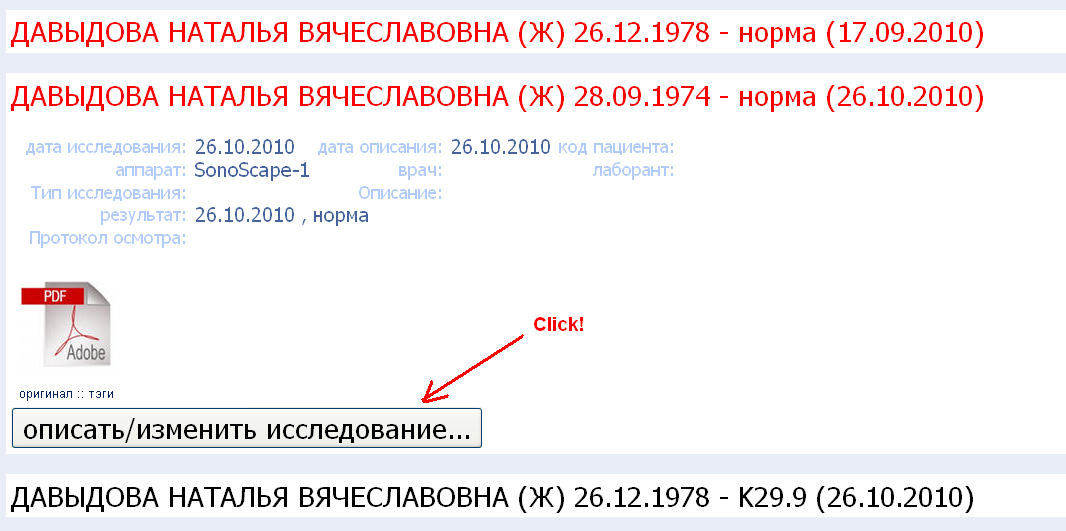 ДАВЫДОВА НАТАЛЬЯ ВЯЧЕСЛАВОВНА (Ж) 26.12.1978 - норма (17.09.2010)
ДАВЫДОВА НАТАЛЬЯ ВЯЧЕСЛАВОВНА (Ж) 28.09.1974 - норма (26.10.2010)
дата исследования: 26.10.2010 дата описания: 26.10.2010 код пациента:
аппарат: SonoScape-1 врач: лаборант:
Тип исследования: Описание:
результат: 26.10.2010 , норма
Протокол осмотра:
PDF
Adobe
Click!
оригинал :: тэги
описать/изменить исследование...
ДАВЫДОВА НАТАЛЬЯ ВЯЧЕСЛАВОВНА (Ж) 26.12.1978 - K29.9 (26.10.2010)